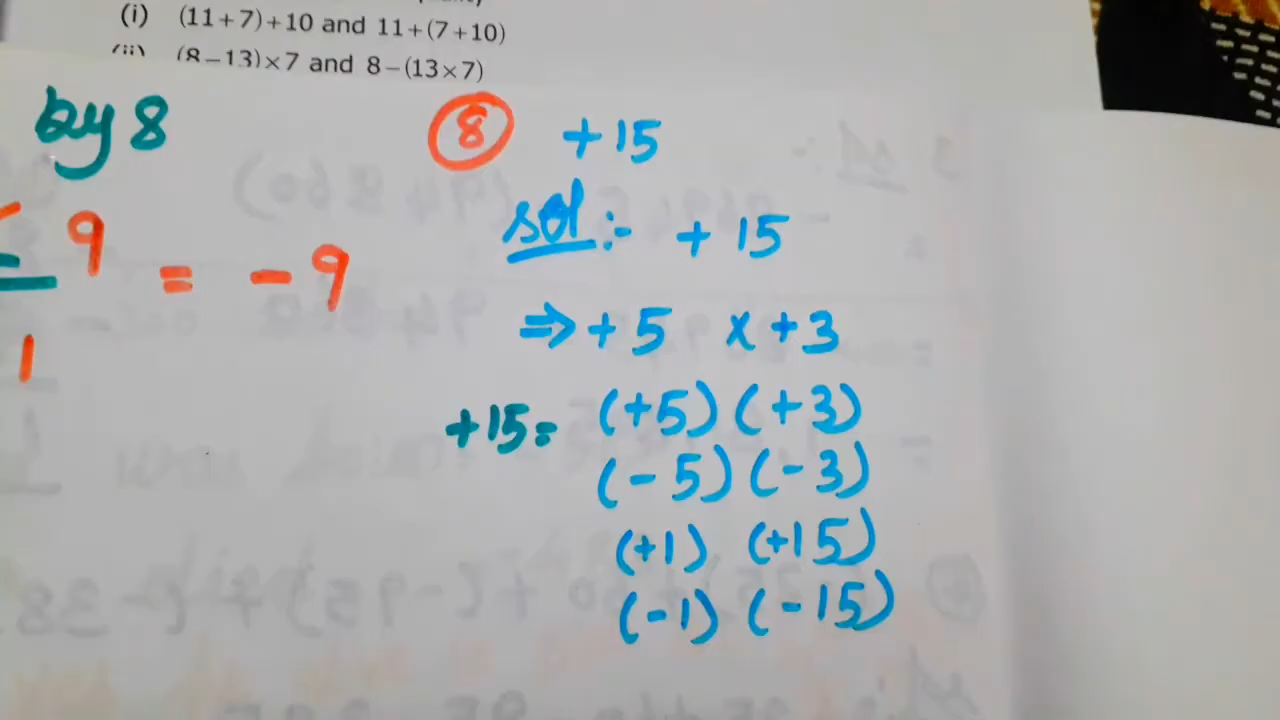 (i) (11+7)+10 and 11+(7+10)
(ii) (8−13)×7 and 8−(13×7)
by 8
9 = -9
1
8 +15
sol:- +15
⇒ +5 x +3
+15= (+5) (+3)
(-5) (-3)
(+1) (+15)
(-1) (-15)